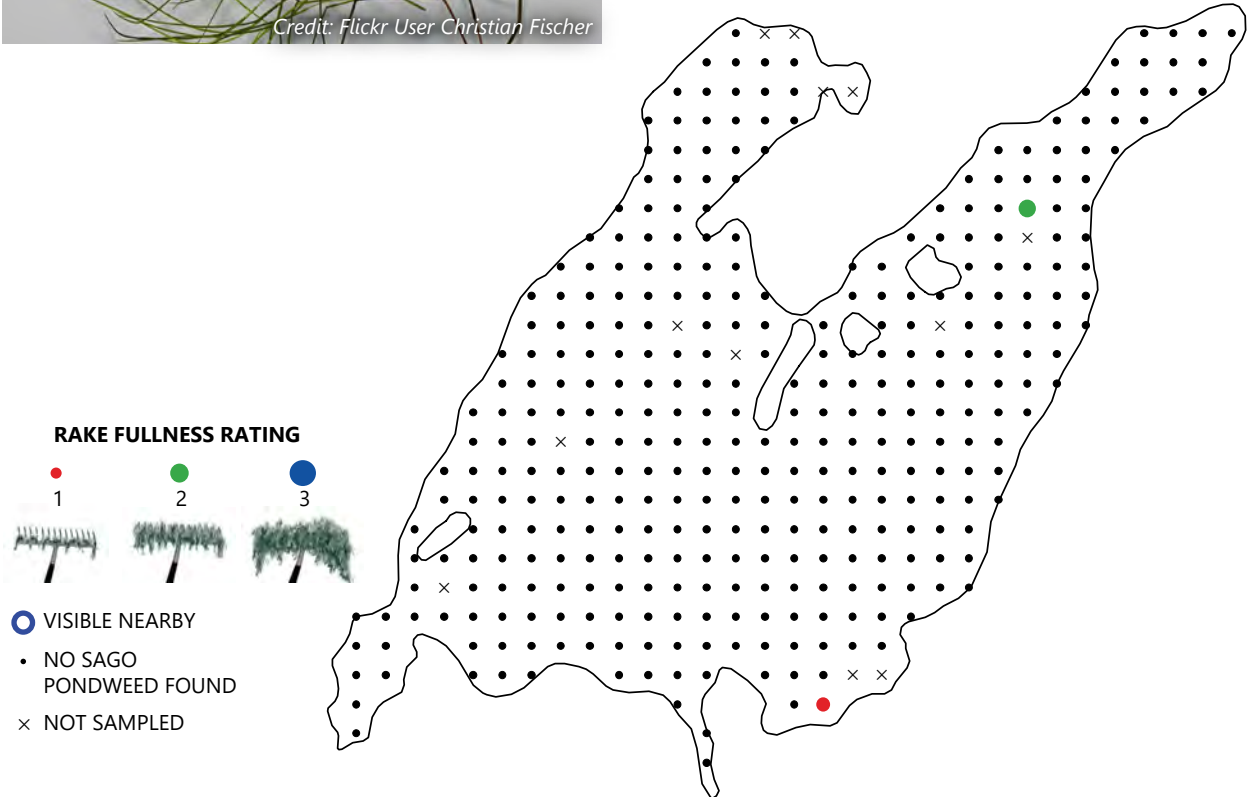 Credit: Flickr User Christian Fischer
RAKE FULLNESS RATING
1 2 3
VISIBLE NEARBY
NO SAGO
PONDWEED FOUND
NOT SAMPLED